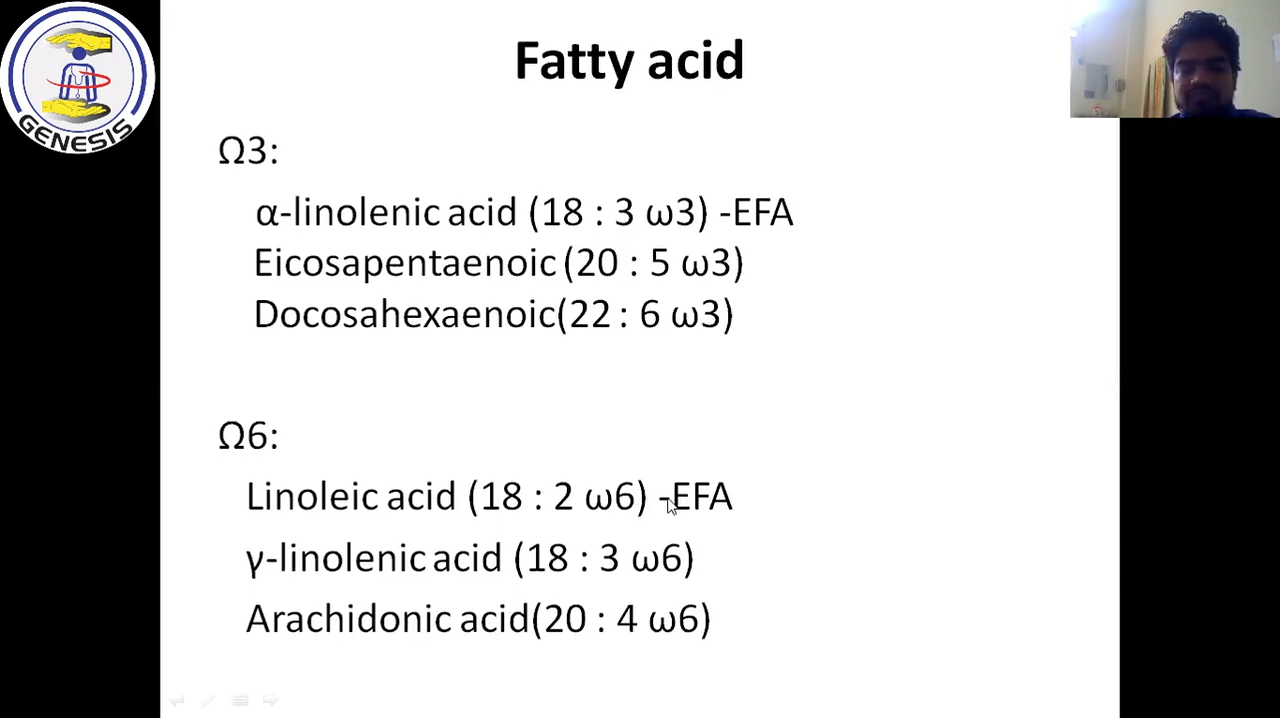 GENESIS
Fatty acid
Ω3:
α-linolenic acid (18 : 3 ω3) -EFA
Eicosapentaenoic (20 : 5 ω3)
Docosahexaenoic(22 : 6 ω3)
Ω6:
Linoleic acid (18 : 2 ω6) -EFA
γ-linolenic acid (18 : 3 ω6)
Arachidonic acid(20 : 4 ω6)